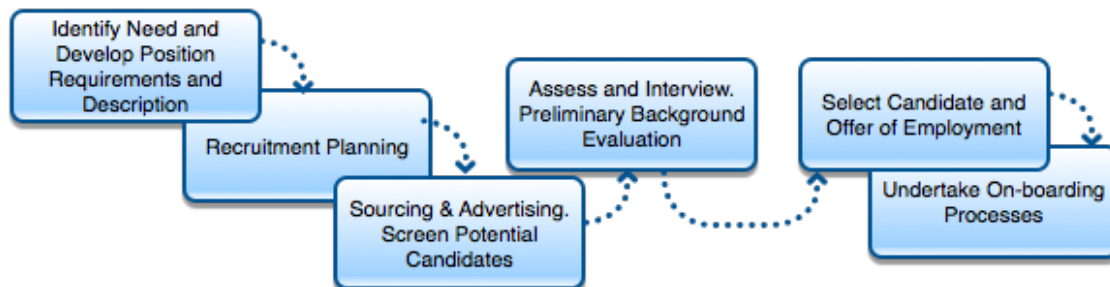 Identify Need and
Develop Position
Requirements and
Description
Recruitment Planning
Sourcing & Advertising.
Screen Potential
Candidates
Assess and Interview.
Preliminary Background
Evaluation
Select Candidate and
Offer of Employment
Undertake On-boarding
Processes